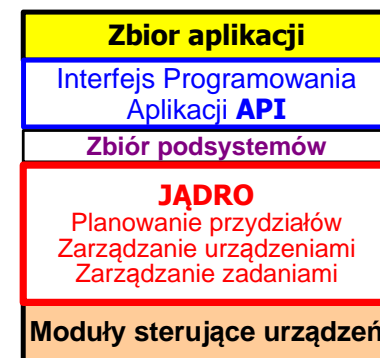 Zbior aplikacji
Interfejs Programowania
Aplikacji API
Zbiór podsystemów
JĄDRO
Planowanie przydziałów
Zarządzanie urządzeniami
Zarządzanie zadaniami
Moduły sterujące urządzeń